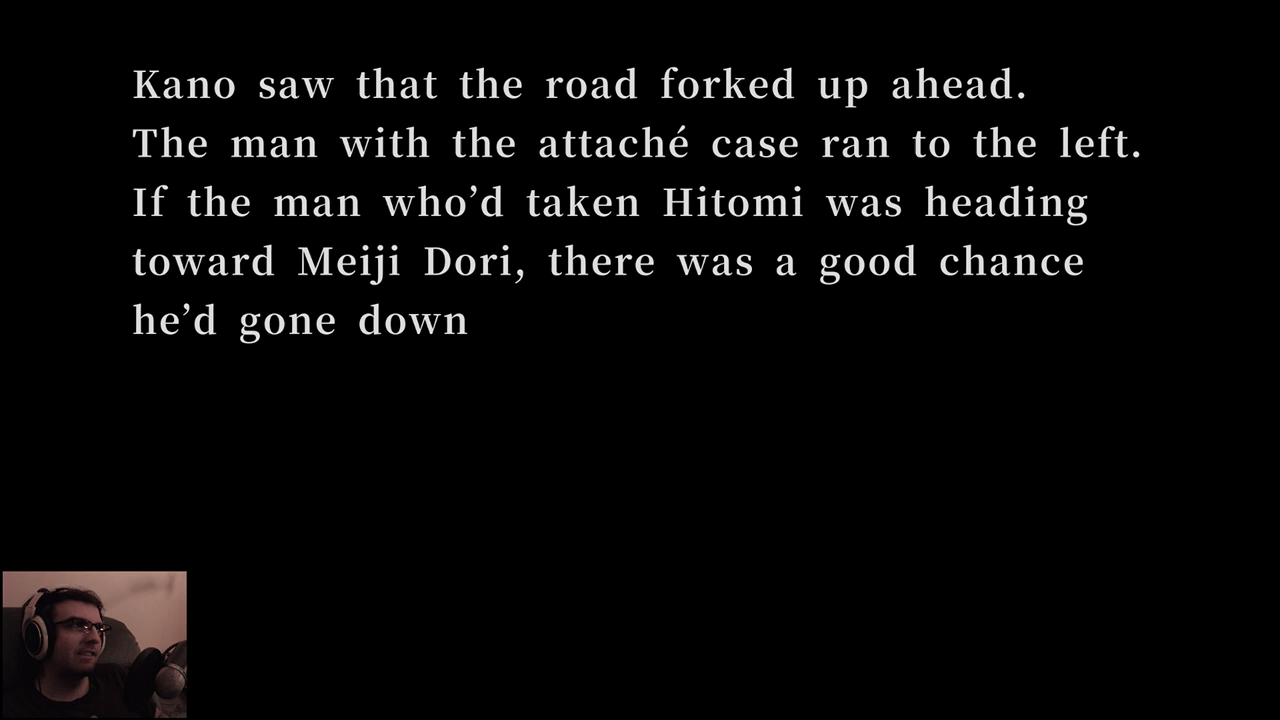 Kano saw that the road forked up ahead.
The man with the attaché case ran to the left.
If the man who’d taken Hitomi was heading
toward Meiji Dori, there was a good chance
he’d gone down